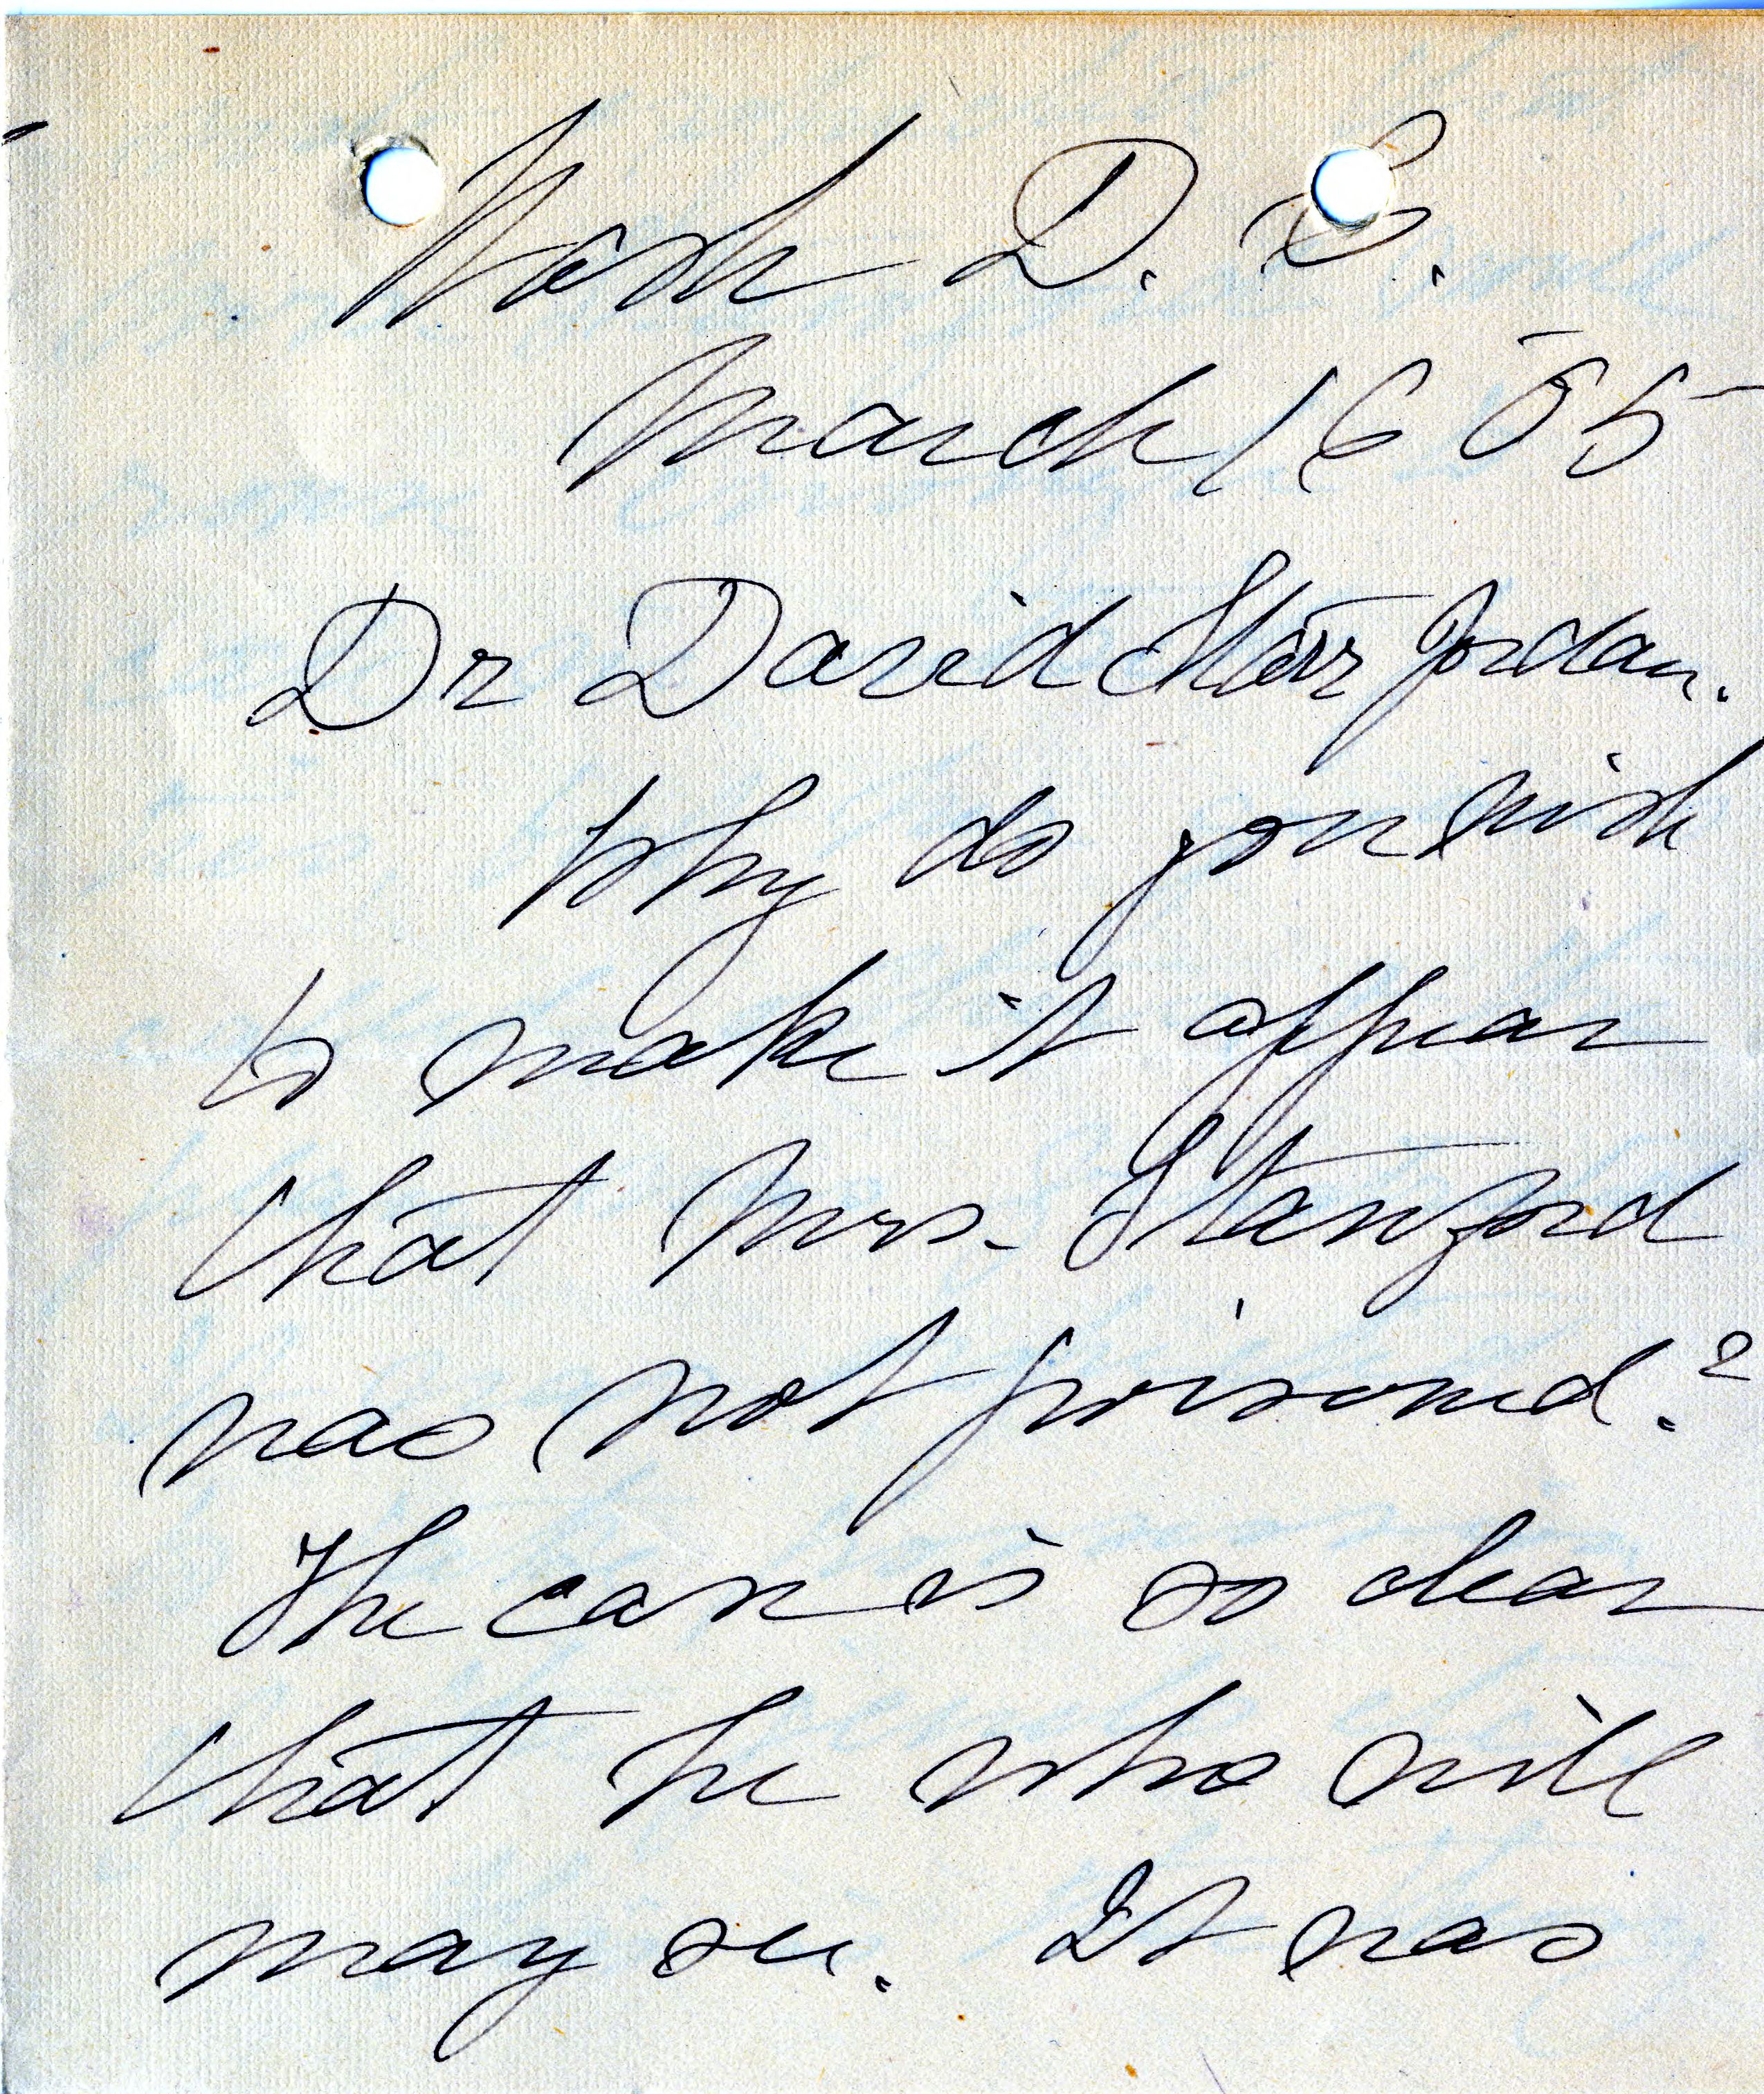 Wash D. C.
March 16 05
Dr David Starr Jordan.
Why do you wish
to make it appear
that Mrs. Stanford
was not poisoned?
The case is so clear
that he who will
may see. It was